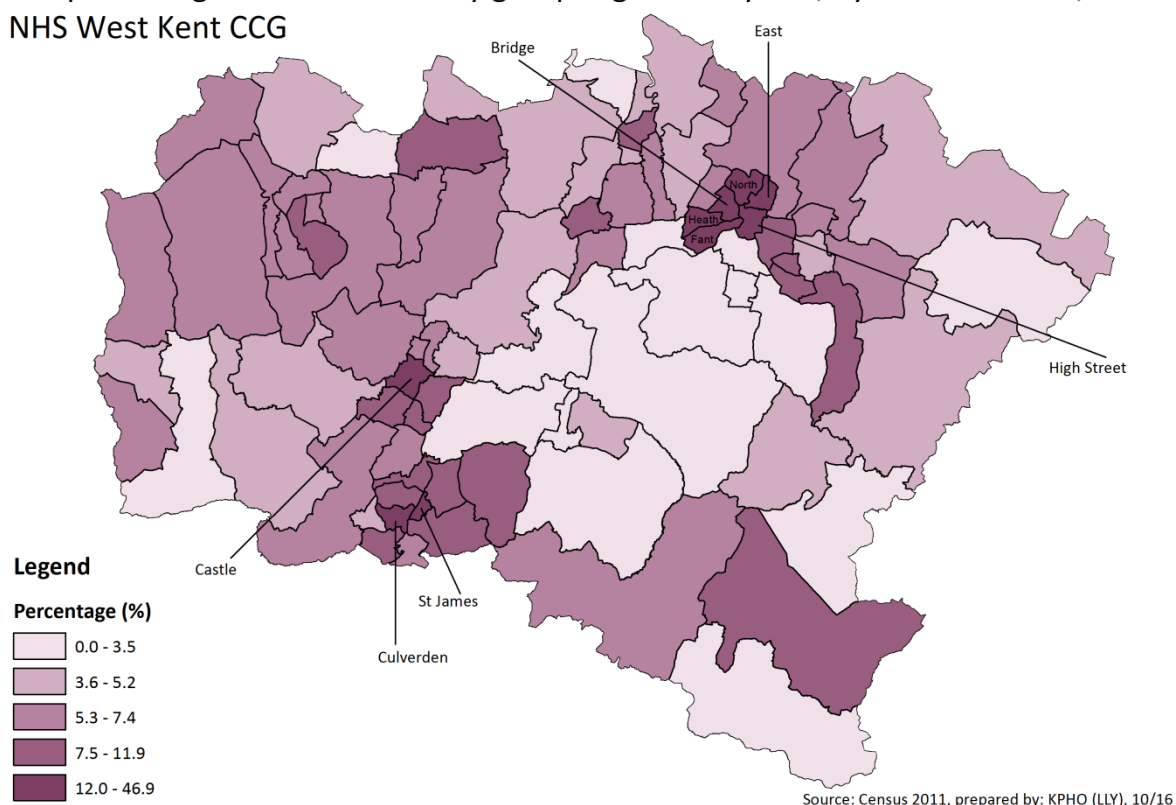 NHS West Kent CCG
Bridge
East
North
Heath
Fant
High Street
Castle
St James
Culverden
Legend
Percentage (%)
0.0 - 3.5
3.6 - 5.2
5.3 - 7.4
7.5 - 11.9
12.0 - 46.9
Source: Census 2011, prepared by: KPHO (LLY), 10/16